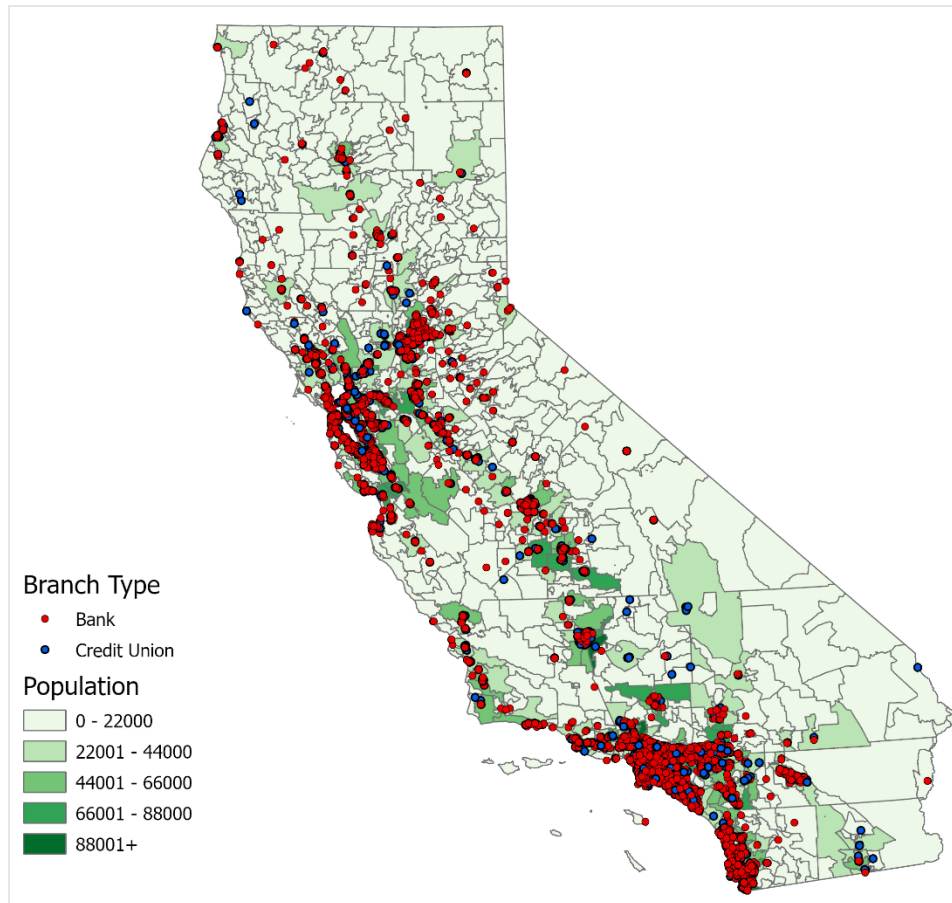 Branch Type
Bank
Credit Union
Population
0 - 22000
22001 - 44000
44001 - 66000
66001 - 88000
88001+